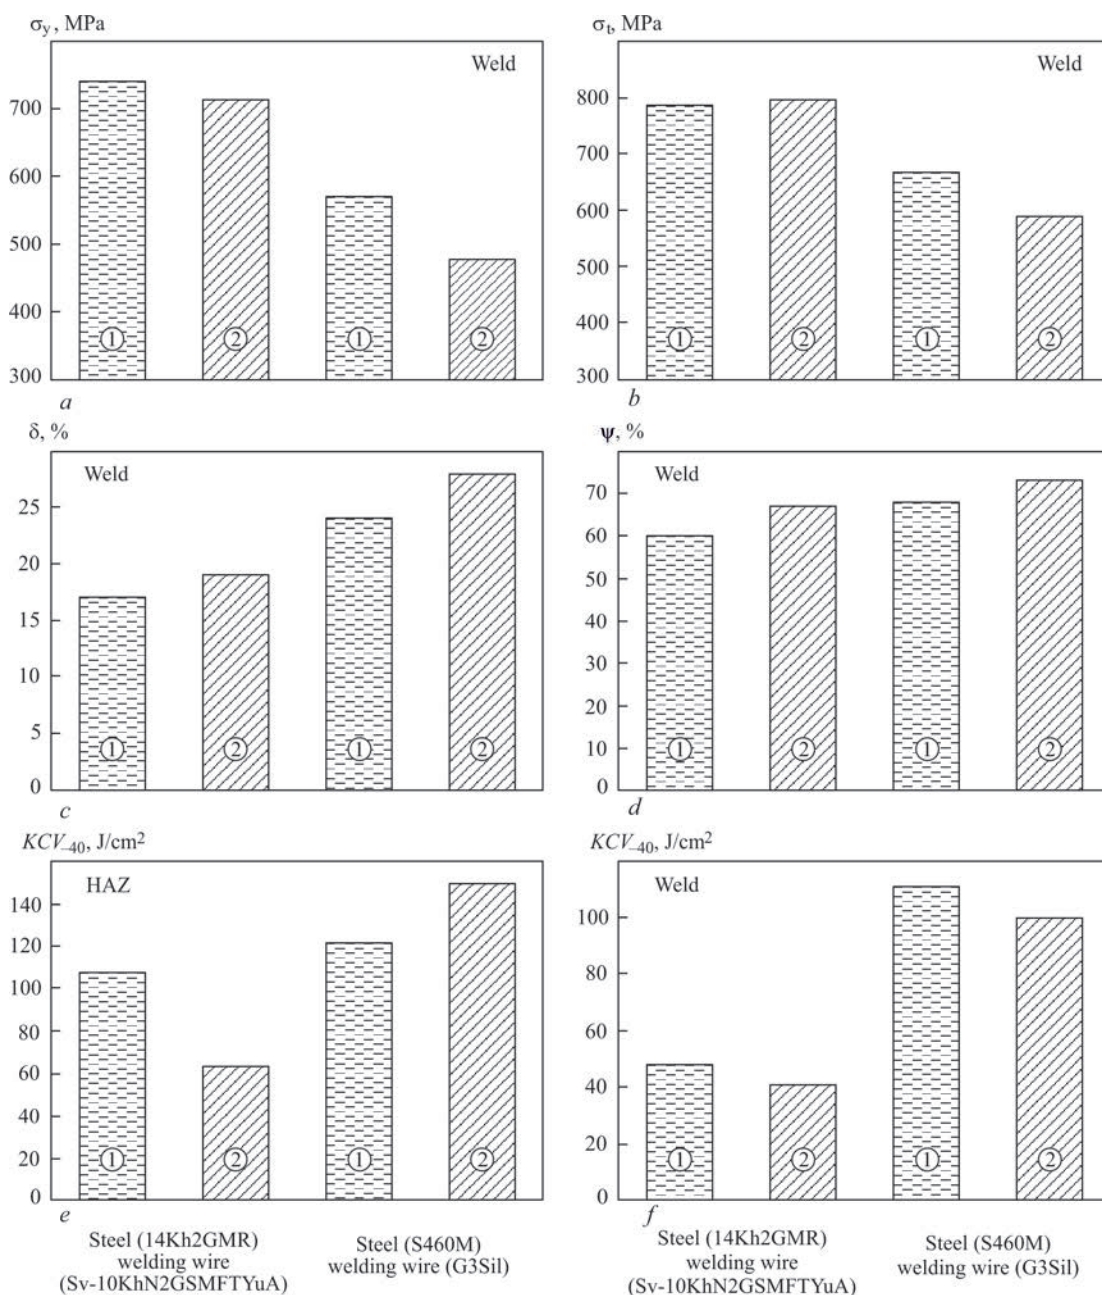 σy, MPa
Weld
700
600
500
400
300
1 2 1 2
a
σt, MPa
Weld
800
700
600
500
400
300
1 2 1 2
b
δ, %
Weld
25
20
15
10
5
0
1 2 1 2
c
ψ, %
Weld
70
60
50
40
30
20
10
0
1 2 1 2
d
KCV–40, J/cm2
HAZ
140
120
100
80
60
40
20
0
1 2 1 2
e
Steel (14Kh2GMR)
welding wire
(Sv-10KhN2GSMFTYuA)
Steel (S460M)
welding wire (G3Sil)
KCV–40, J/cm2
Weld
100
80
60
40
20
0
1 2 1 2
f
Steel (14Kh2GMR)
welding wire
(Sv-10KhN2GSMFTYuA)
Steel (S460M)
welding wire (G3Sil)